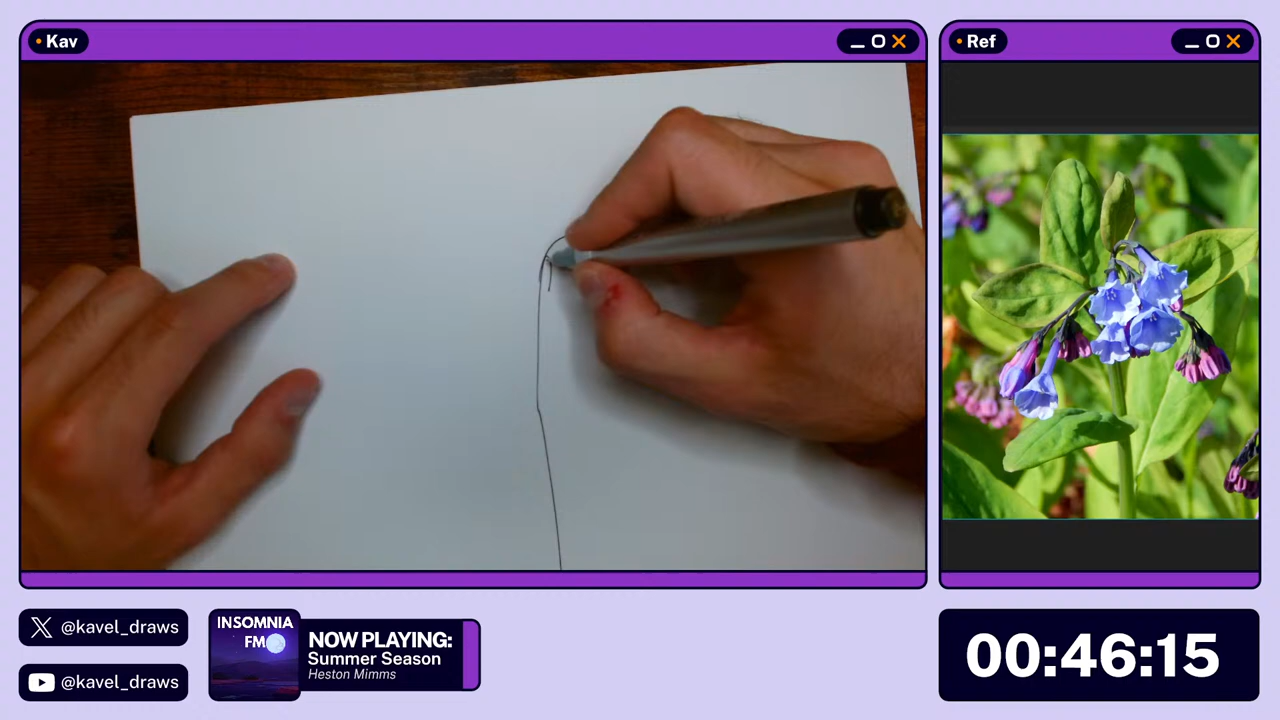 Kav
Ref
@kavel_draws
@kavel_draws
INSOMNIA
FM
NOW PLAYING:
Summer Season
Heston Mimms
00:46:15